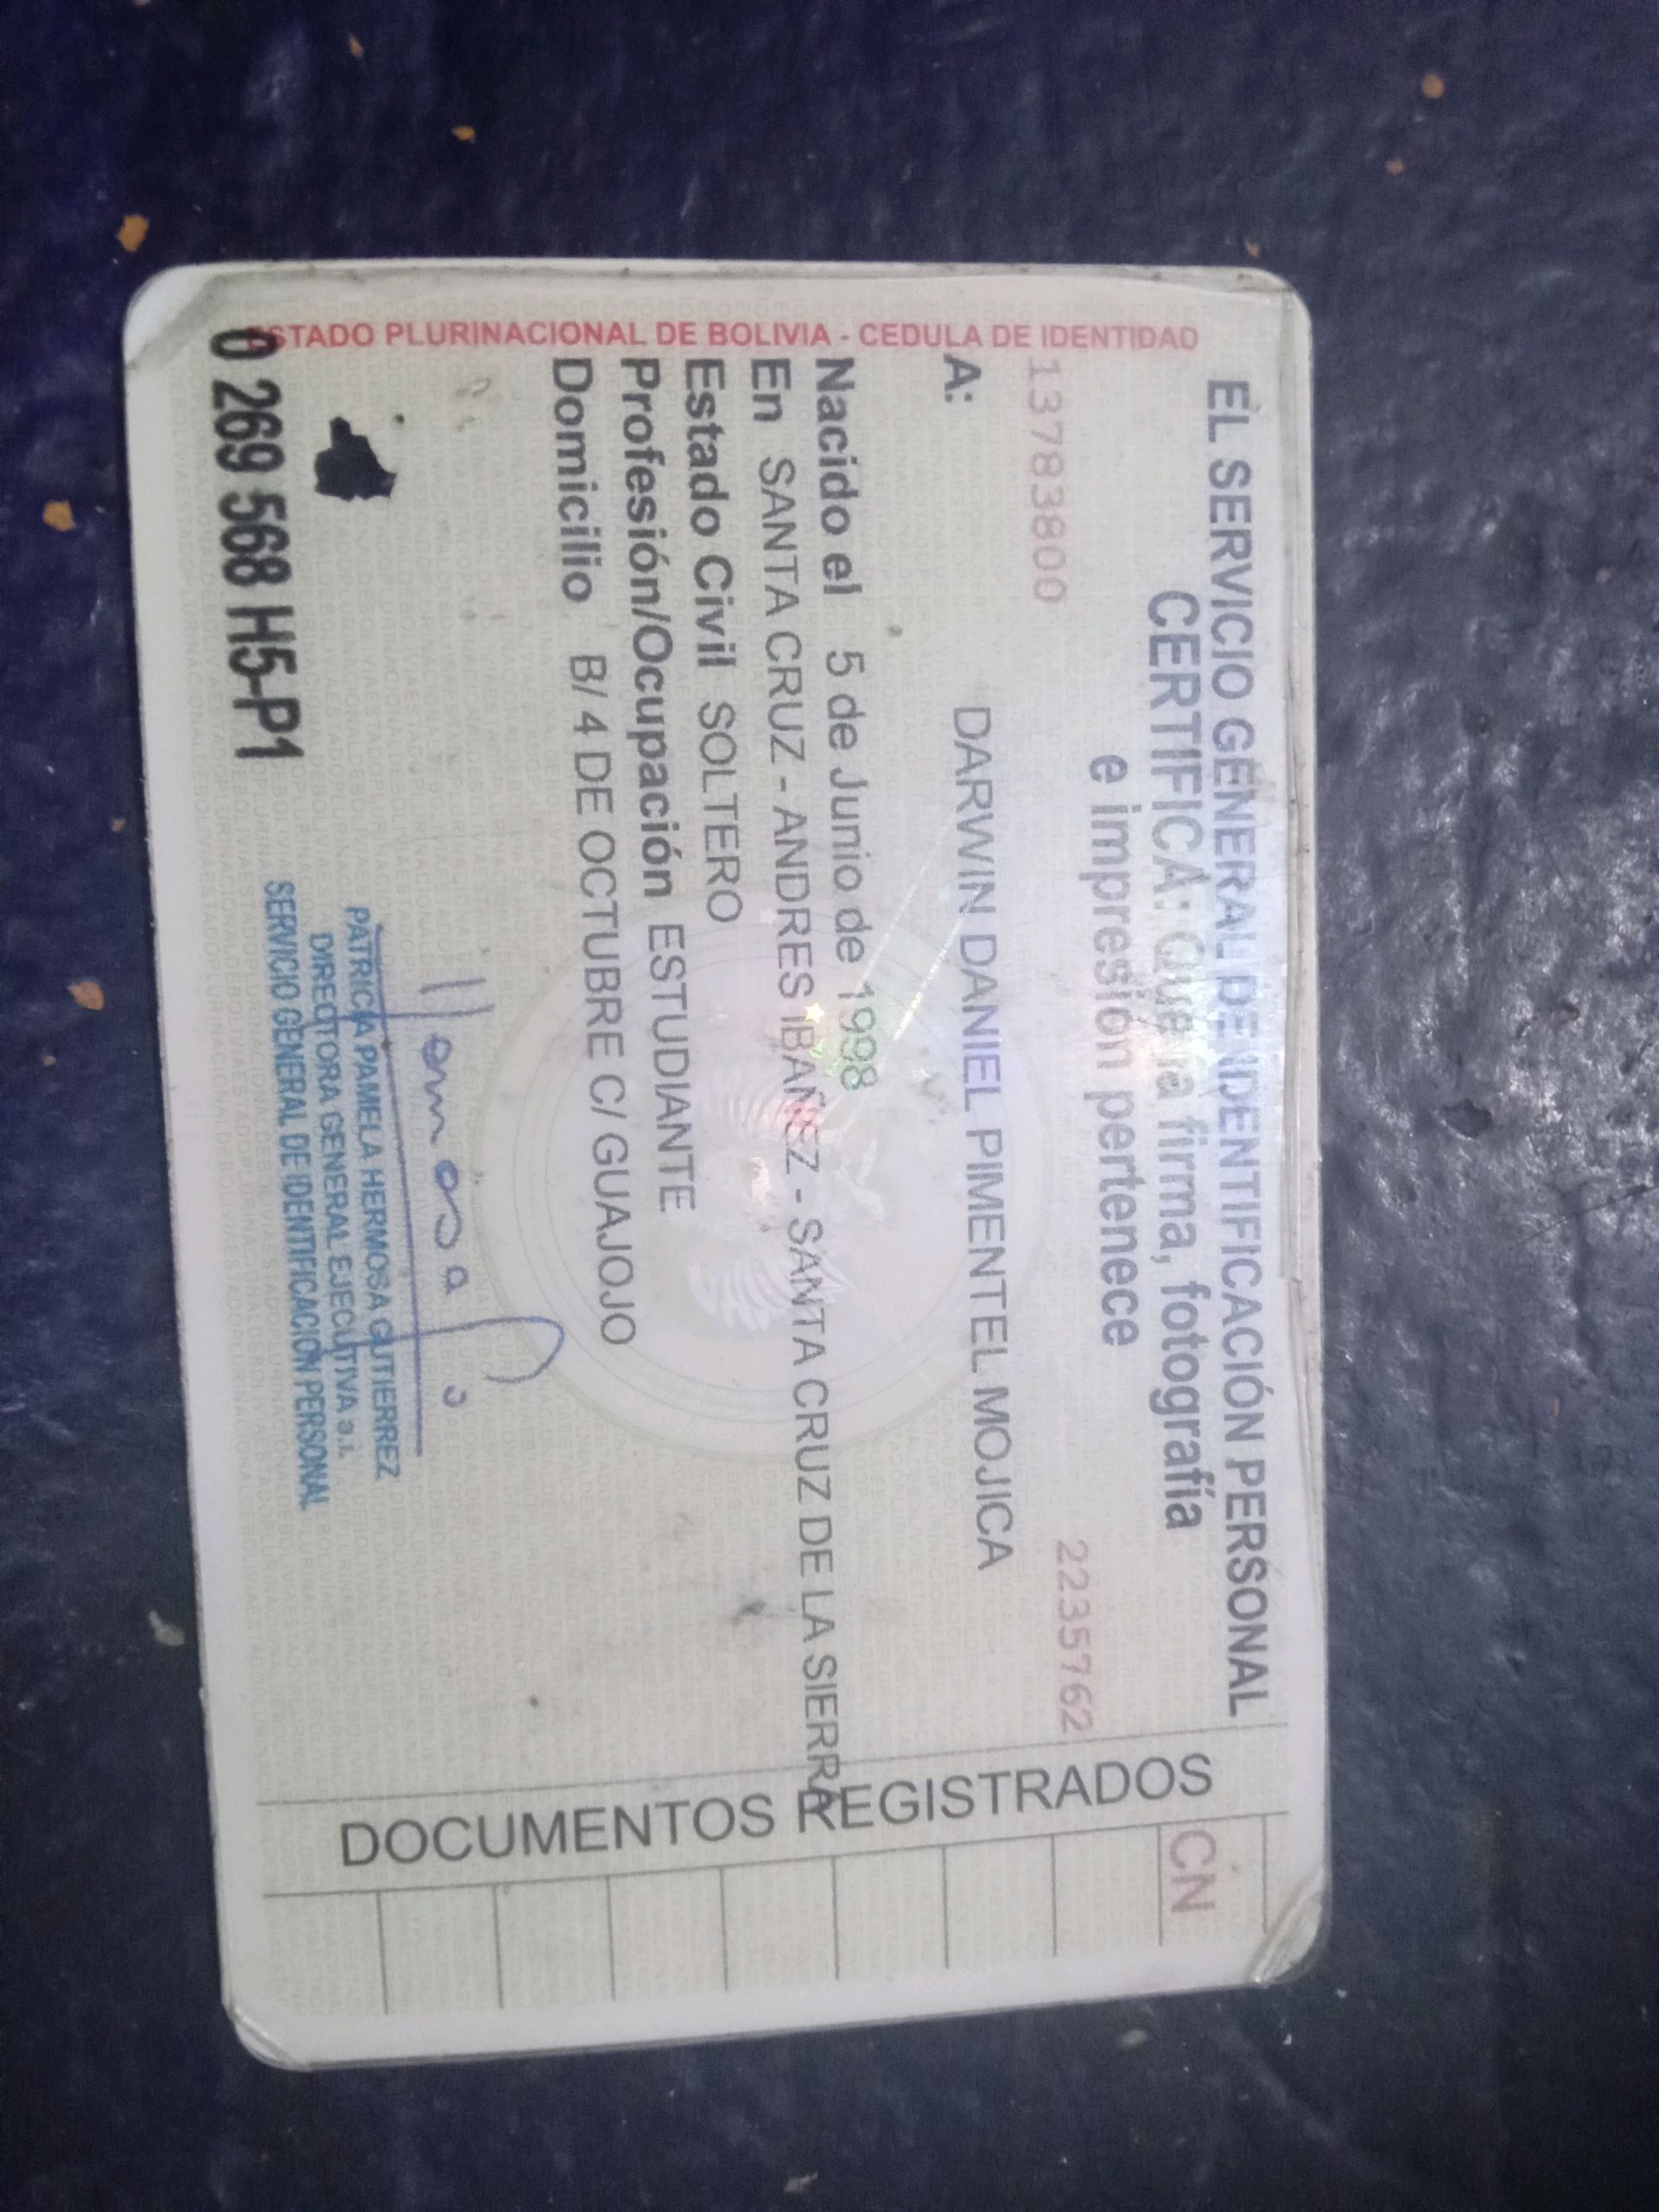 EL SERVICIO GENERAL DE IDENTIFICACIÓN PERSONAL
CERTIFICA: Que la firma, fotografía
e impresión pertenece
13783800 2235762
A: DARWIN DANIEL PIMENTEL MOJICA
Nacido el 5 de Junio de 1998
En SANTA CRUZ - ANDRES IBAÑEZ - SANTA CRUZ DE LA SIERRA
Estado Civil SOLTERO
Profesión/Ocupación ESTUDIANTE
Domicilio B/ 4 DE OCTUBRE C/ GUAJOJO
PATRICIA PAMELA HERMOSA GUTIERREZ
DIRECTORA GENERAL EJECUTIVA a.i.
SERVICIO GENERAL DE IDENTIFICACIÓN PERSONAL
0 269 568 H5-P1
ESTADO PLURINACIONAL DE BOLIVIA - CEDULA DE IDENTIDAD
DOCUMENTOS REGISTRADOS
CN